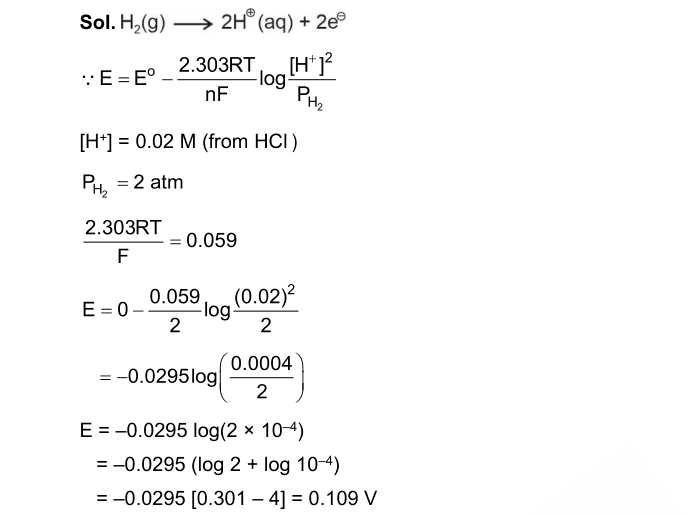 Sol. H₂(g) ⟶ 2H^⊕(aq) + 2e^⊖
∵ E = E° − (2.303RT / nF) log ([H⁺]² / P_H₂)
[H⁺] = 0.02 M (from HCl)
P_H₂ = 2 atm
2.303RT / F = 0.059
E = 0 − (0.059 / 2) log ((0.02)² / 2)
= −0.0295 log (0.0004 / 2)
E = –0.0295 log(2 × 10⁻⁴)
= –0.0295 (log 2 + log 10⁻⁴)
= –0.0295 [0.301 – 4] = 0.109 V